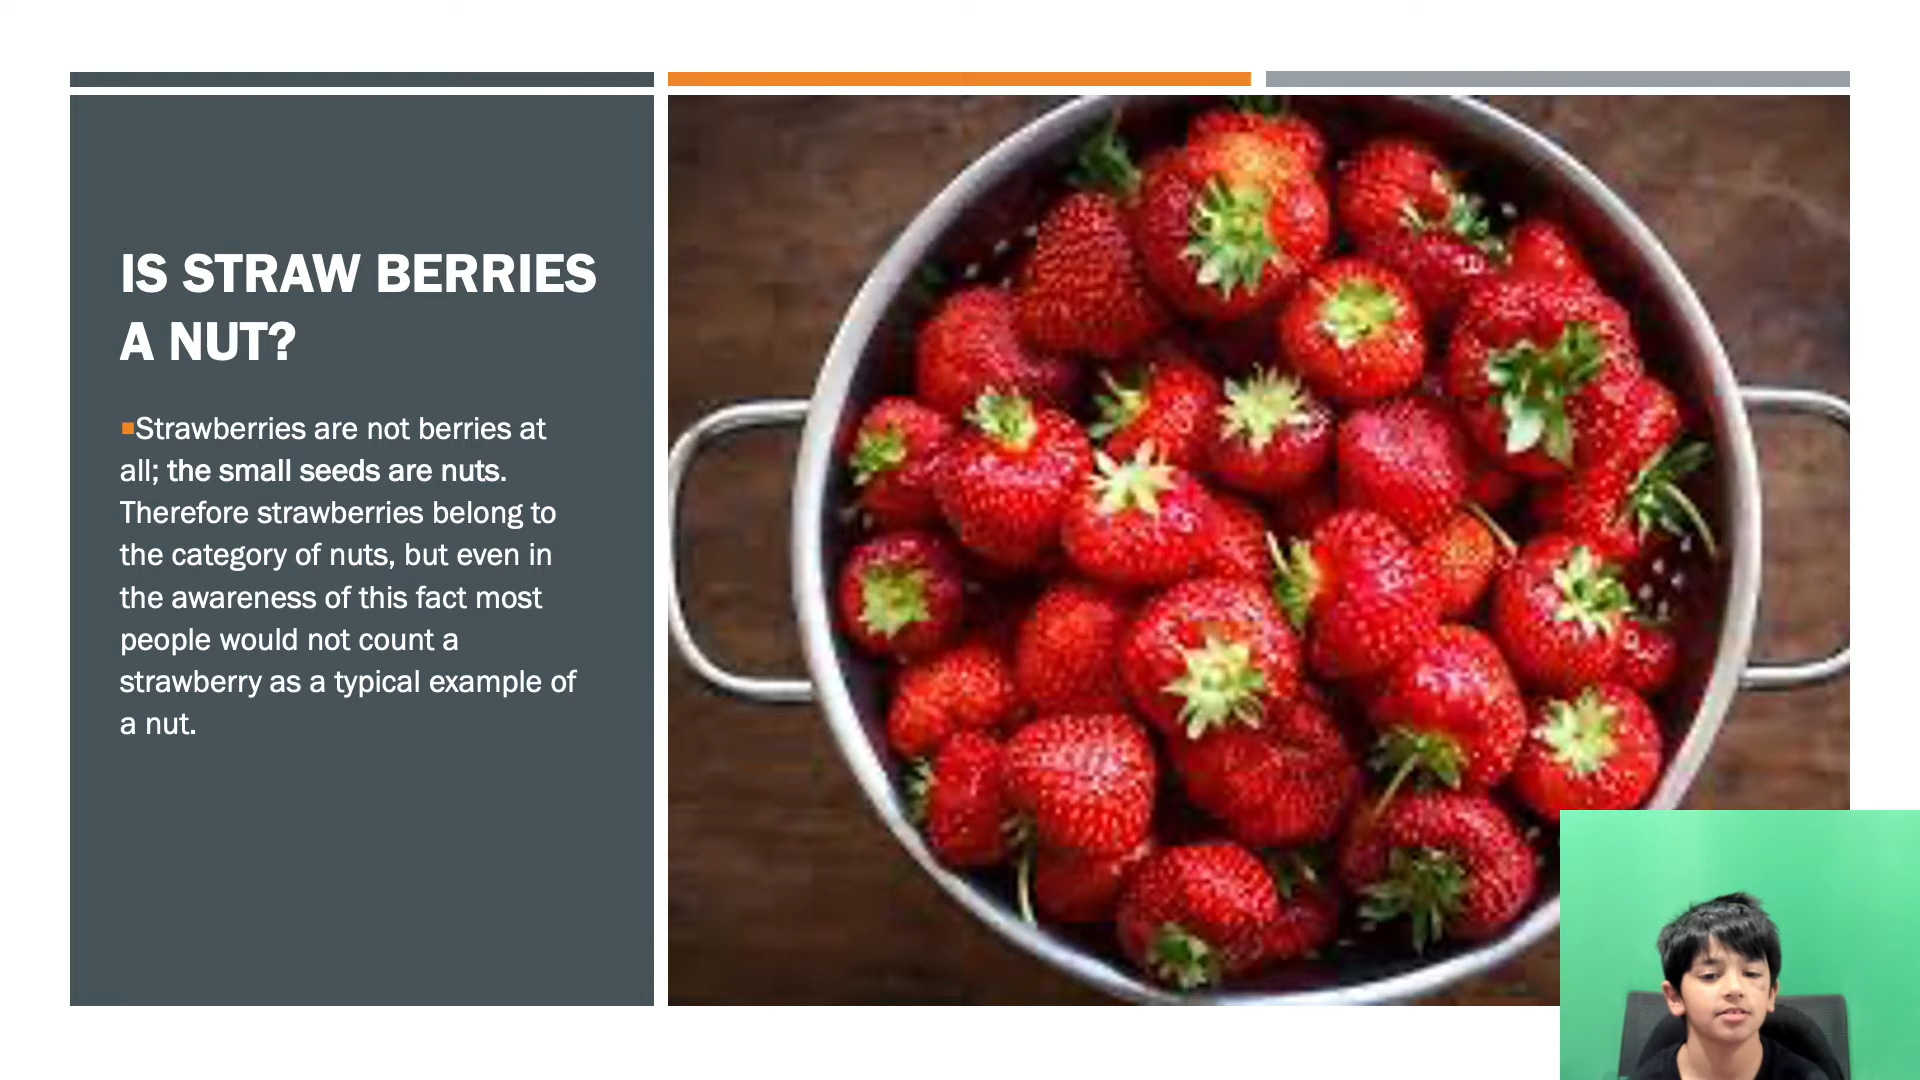 IS STRAW BERRIES
A NUT?
Strawberries are not berries at
all; the small seeds are nuts.
Therefore strawberries belong to
the category of nuts, but even in
the awareness of this fact most
people would not count a
strawberry as a typical example of
a nut.